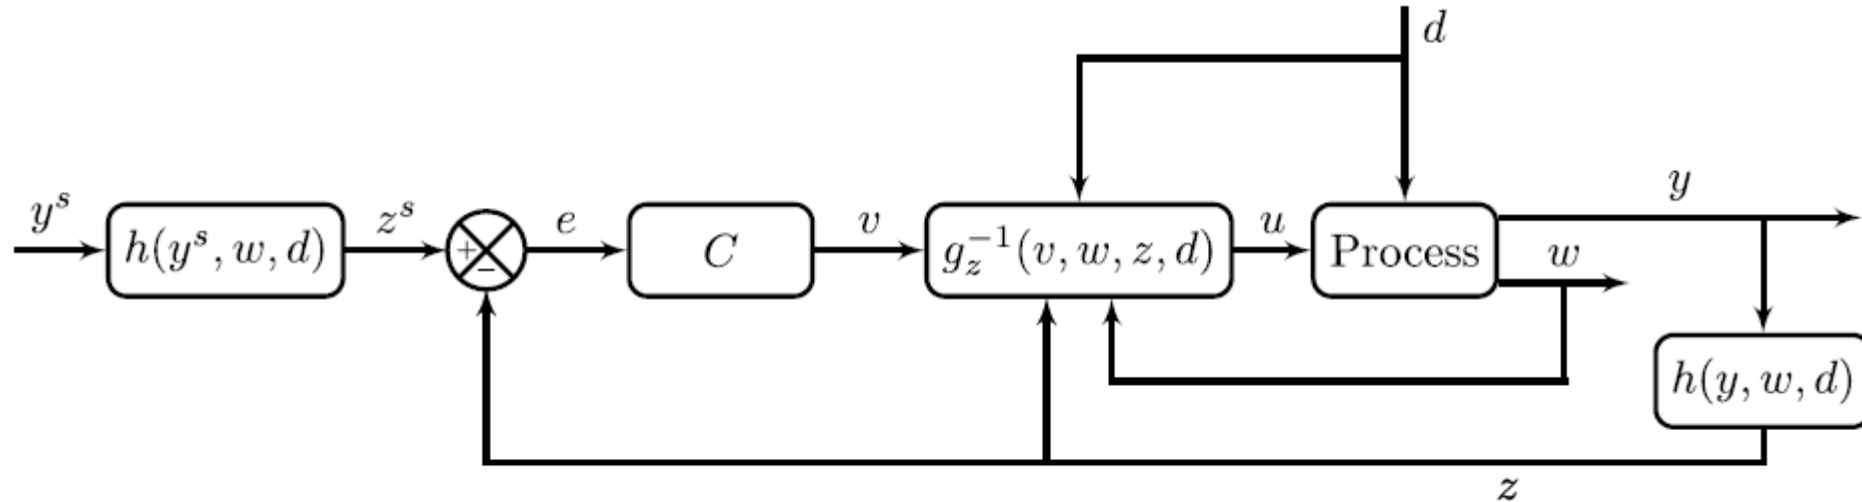 d
y^s
h(y^s, w, d)
z^s
+
−
e
C
v
g_z^{-1}(v, w, z, d)
u
Process
y
w
h(y, w, d)
z